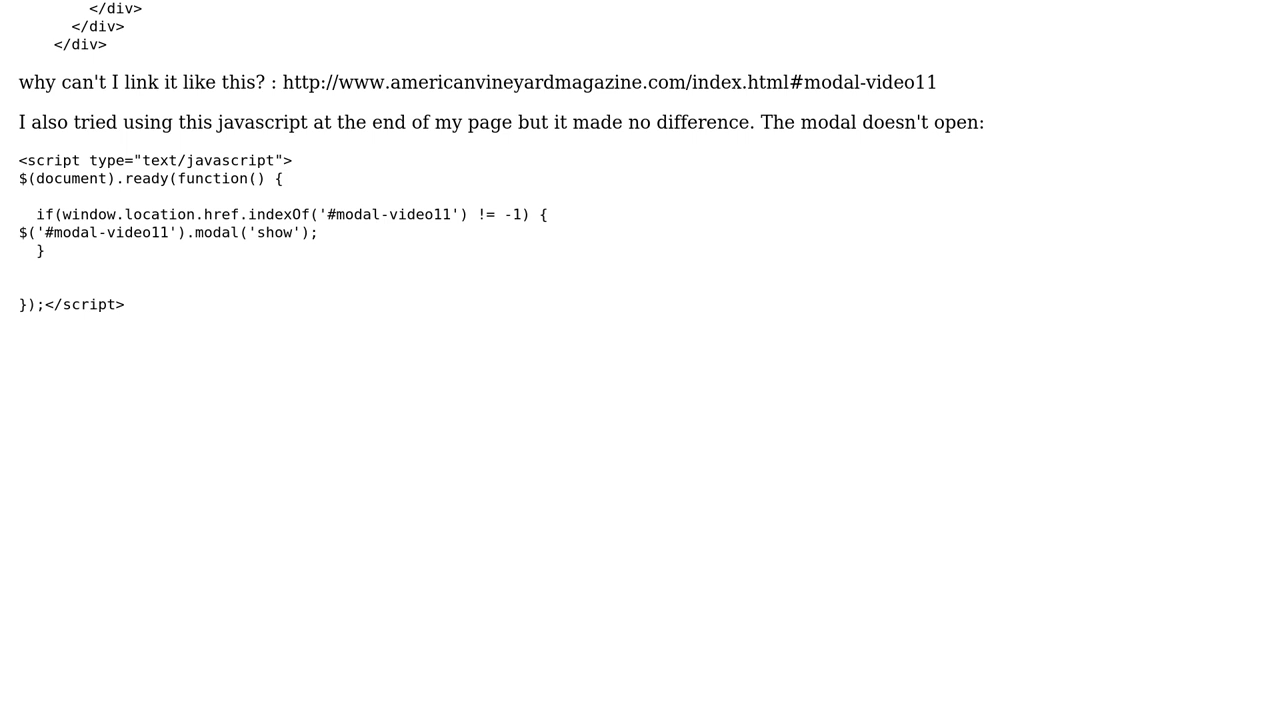 </div>
      </div>
    </div>
why can't I link it like this? : http://www.americanvineyardmagazine.com/index.html#modal-video11
I also tried using this javascript at the end of my page but it made no difference. The modal doesn't open:
<script type="text/javascript">
$(document).ready(function() {
  if(window.location.href.indexOf('#modal-video11') != -1) {
$('#modal-video11').modal('show');
  }
});</script>